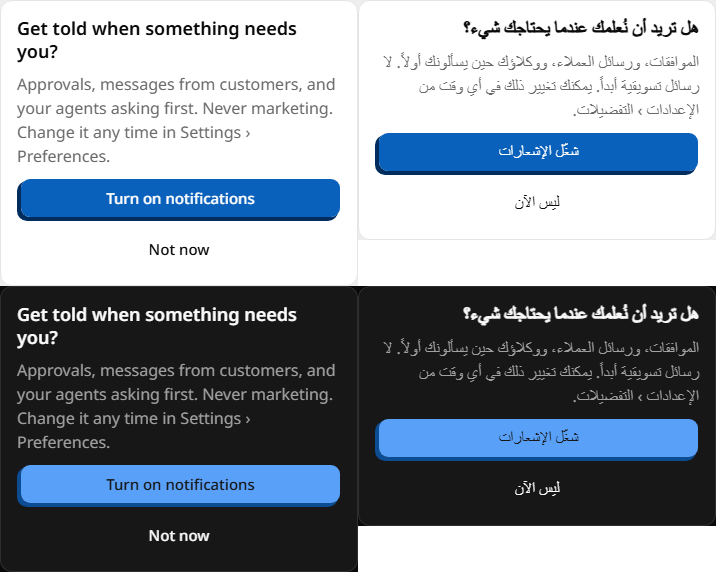 Get told when something needs
you?
Approvals, messages from customers, and
your agents asking first. Never marketing.
Change it any time in Settings ›
Preferences.
Turn on notifications
Not now
هل تريد أن نُعلمك عندما يحتاجك شيء؟
الموافقات، ورسائل العملاء، ووكلاؤك حين يسألونك أولاً. لا
رسائل تسويقية أبداً. يمكنك تغيير ذلك في أي وقت من
الإعدادات › التفضيلات.
شغّل الإشعارات
ليس الآن
Get told when something needs
you?
Approvals, messages from customers, and
your agents asking first. Never marketing.
Change it any time in Settings ›
Preferences.
Turn on notifications
Not now
هل تريد أن نُعلمك عندما يحتاجك شيء؟
الموافقات، ورسائل العملاء، ووكلاؤك حين يسألونك أولاً. لا
رسائل تسويقية أبداً. يمكنك تغيير ذلك في أي وقت من
الإعدادات › التفضيلات.
شغّل الإشعارات
ليس الآن